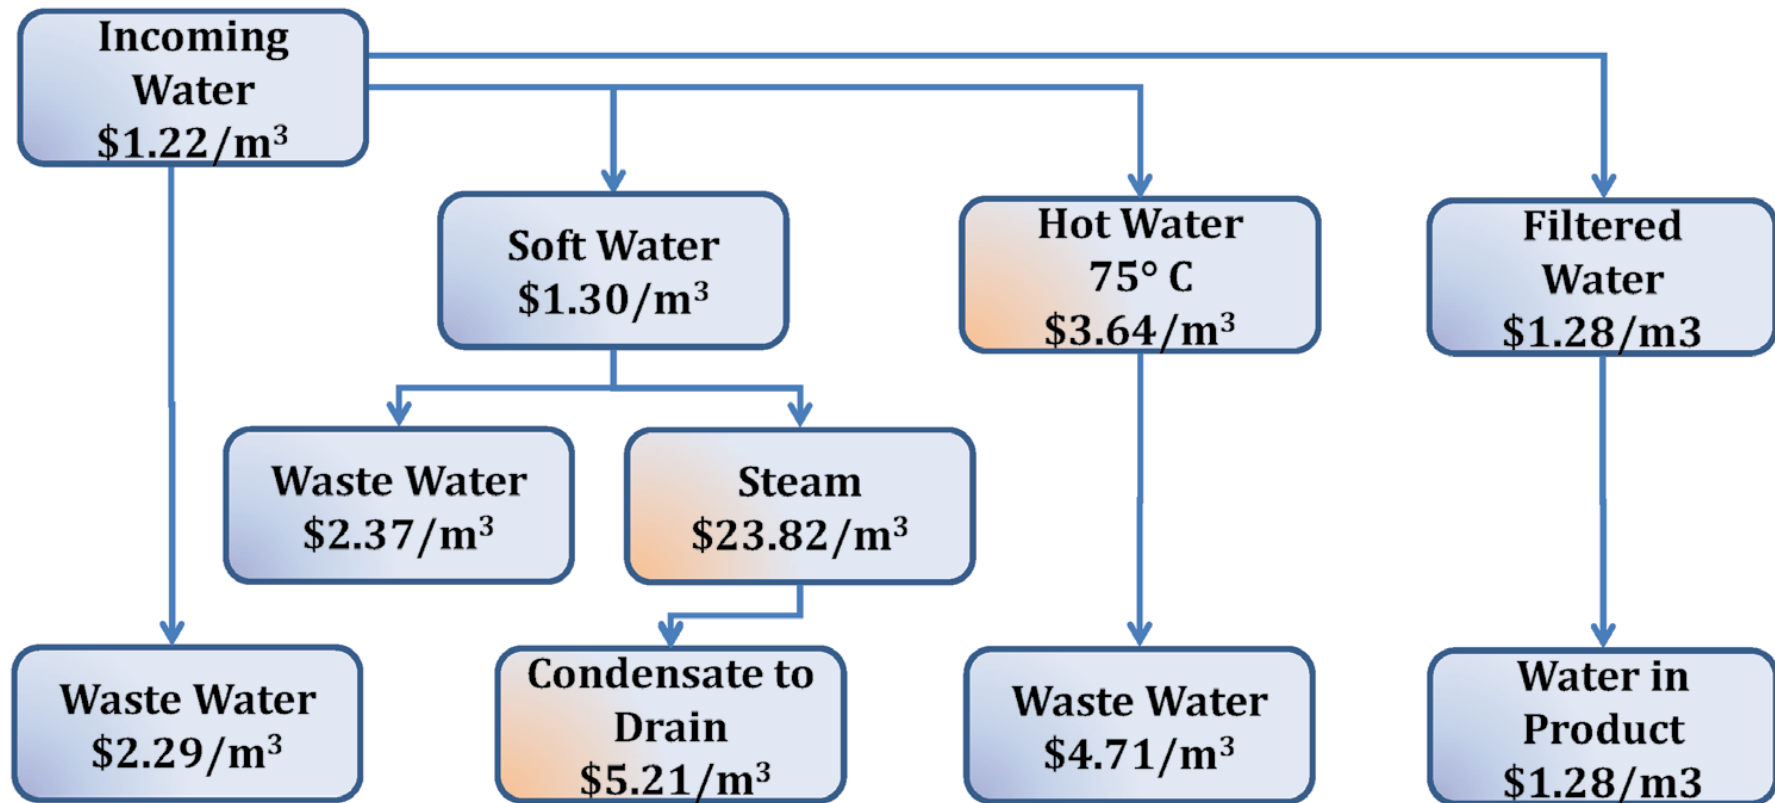 Incoming
Water
$1.22/m³
Soft Water
$1.30/m³
Hot Water
75° C
$3.64/m³
Filtered
Water
$1.28/m3
Waste Water
$2.37/m³
Steam
$23.82/m³
Waste Water
$2.29/m³
Condensate to
Drain
$5.21/m³
Waste Water
$4.71/m³
Water in
Product
$1.28/m3